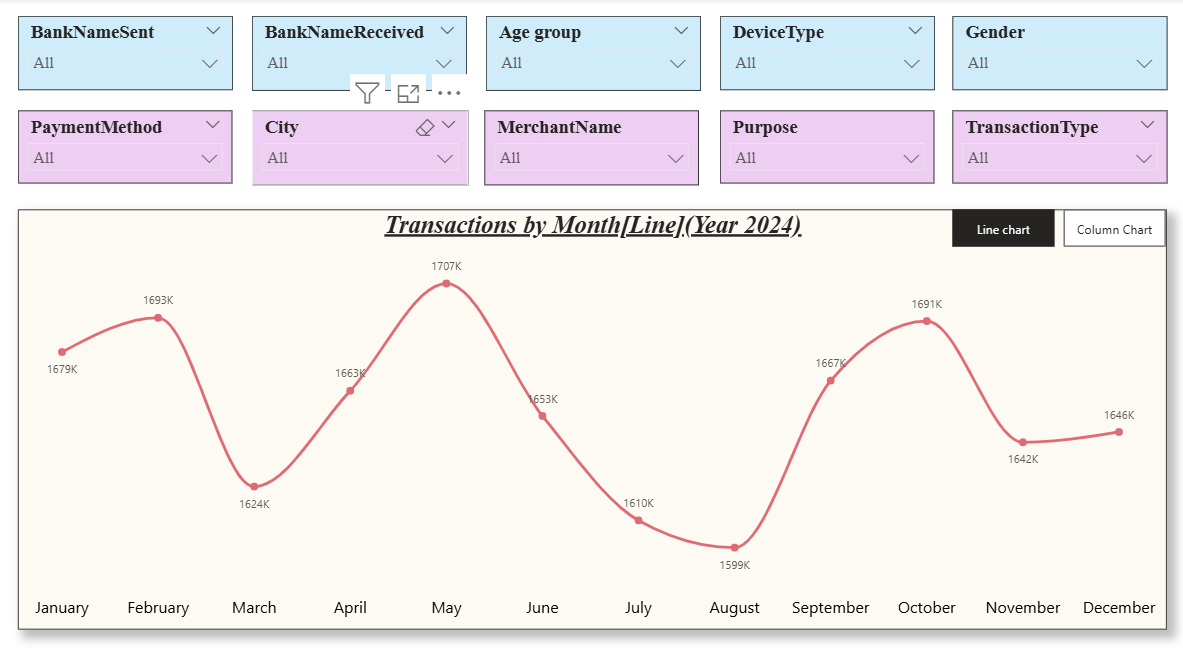 BankNameSent
All
BankNameReceived
All
Age group
All
DeviceType
All
Gender
All
PaymentMethod
All
City
All
MerchantName
All
Purpose
All
TransactionType
All
Transactions by Month[Line](Year 2024)
Line chart
Column Chart
1679K
1693K
1624K
1663K
1707K
1653K
1610K
1599K
1667K
1691K
1642K
1646K
January February March April May June July August September October November December